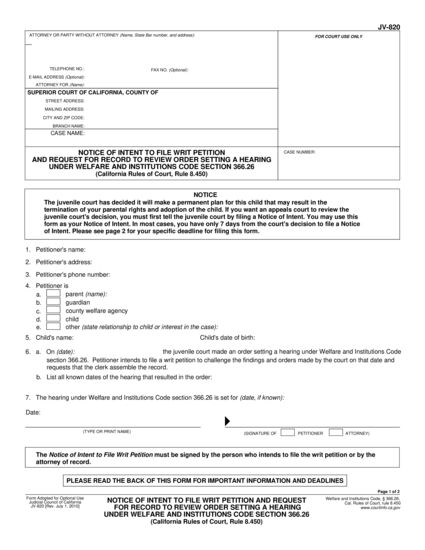 JV-820
ATTORNEY OR PARTY WITHOUT ATTORNEY (Name, State Bar number, and address):
FOR COURT USE ONLY
TELEPHONE NO.: FAX NO. (Optional):
E-MAIL ADDRESS (Optional):
ATTORNEY FOR (Name):
SUPERIOR COURT OF CALIFORNIA, COUNTY OF
STREET ADDRESS:
MAILING ADDRESS:
CITY AND ZIP CODE:
BRANCH NAME:
CASE NAME:
NOTICE OF INTENT TO FILE WRIT PETITION
AND REQUEST FOR RECORD TO REVIEW ORDER SETTING A HEARING
UNDER WELFARE AND INSTITUTIONS CODE SECTION 366.26
(California Rules of Court, Rule 8.450)
CASE NUMBER:
NOTICE
The juvenile court has decided it will make a permanent plan for this child that may result in the
termination of your parental rights and adoption of the child. If you want an appeals court to review the
juvenile court's decision, you must first tell the juvenile court by filing a Notice of Intent. You may use this
form as your Notice of Intent. In most cases, you have only 7 days from the court's decision to file a Notice
of Intent. Please see page 2 for your specific deadline for filing this form.
1. Petitioner's name:
2. Petitioner's address:
3. Petitioner's phone number:
4. Petitioner is
a. parent (name):
b. guardian
c. county welfare agency
d. child
e. other (state relationship to child or interest in the case):
5. Child's name: Child's date of birth:
6. a. On (date): the juvenile court made an order setting a hearing under Welfare and Institutions Code
section 366.26. Petitioner intends to file a writ petition to challenge the findings and orders made by the court on that date and
requests that the clerk assemble the record.
b. List all known dates of the hearing that resulted in the order:
7. The hearing under Welfare and Institutions Code section 366.26 is set for (date, if known):
Date:
(TYPE OR PRINT NAME) (SIGNATURE OF PETITIONER ATTORNEY)
The Notice of Intent to File Writ Petition must be signed by the person who intends to file the writ petition or by the
attorney of record.
PLEASE READ THE BACK OF THIS FORM FOR IMPORTANT INFORMATION AND DEADLINES
Page 1 of 2
Form Adopted for Optional Use
Judicial Council of California
JV-820 [Rev. July 1, 2010]
NOTICE OF INTENT TO FILE WRIT PETITION AND REQUEST
FOR RECORD TO REVIEW ORDER SETTING A HEARING
UNDER WELFARE AND INSTITUTIONS CODE SECTION 366.26
(California Rules of Court, Rule 8.450)
Welfare and Institutions Code, § 366.26;
Cal. Rules of Court, rule 8.450
www.courtinfo.ca.gov